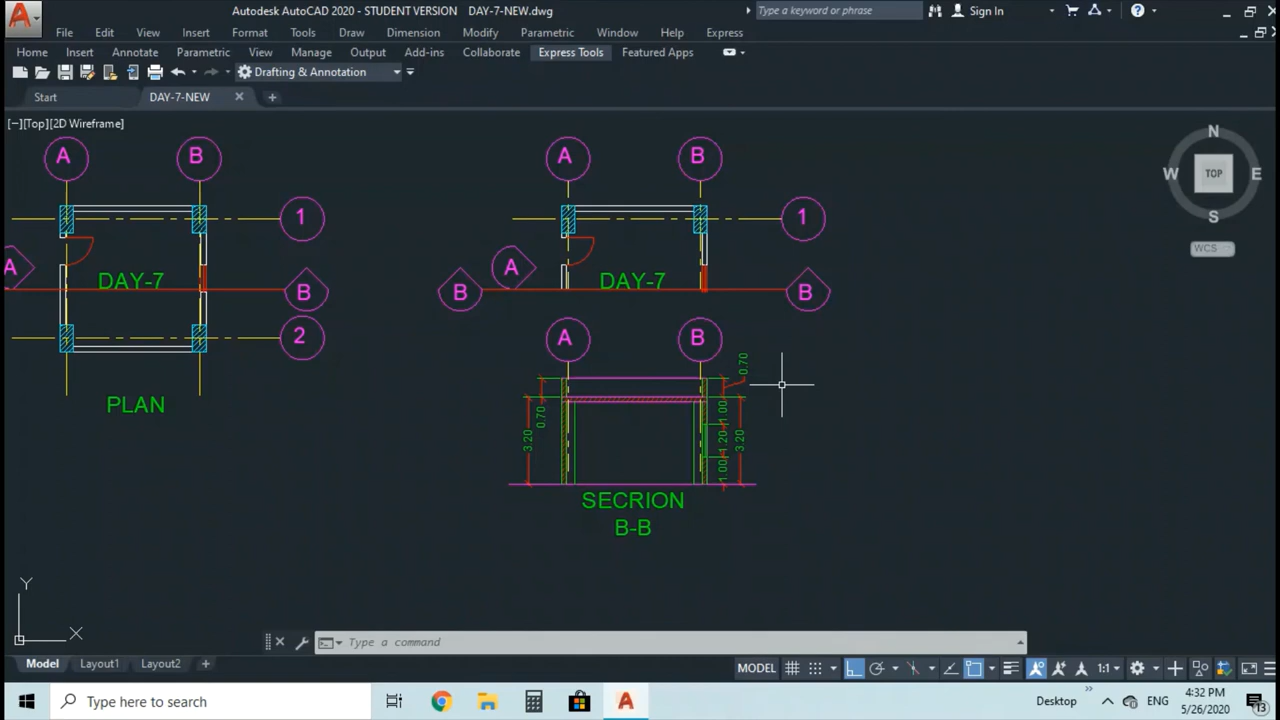 Autodesk AutoCAD 2020 - STUDENT VERSION DAY-7-NEW.dwg
Type a keyword or phrase
Sign In
File Edit View Insert Format Tools Draw Dimension Modify Parametric Window Help Express
Home Insert Annotate Parametric View Manage Output Add-ins Collaborate Express Tools Featured Apps
Drafting & Annotation
Start DAY-7-NEW
[−][Top][2D Wireframe]
N
W TOP E
S
WCS
A B A B
1 1
A A
DAY-7 DAY-7
B B B
2
A B
PLAN
0.70
0.70
1.00
3.20 1.20 3.20
1.00
SECRION
B-B
Y
X
Type a command
Model Layout1 Layout2
MODEL 1:1
Type here to search
Desktop
ENG
4:32 PM
5/26/2020
13